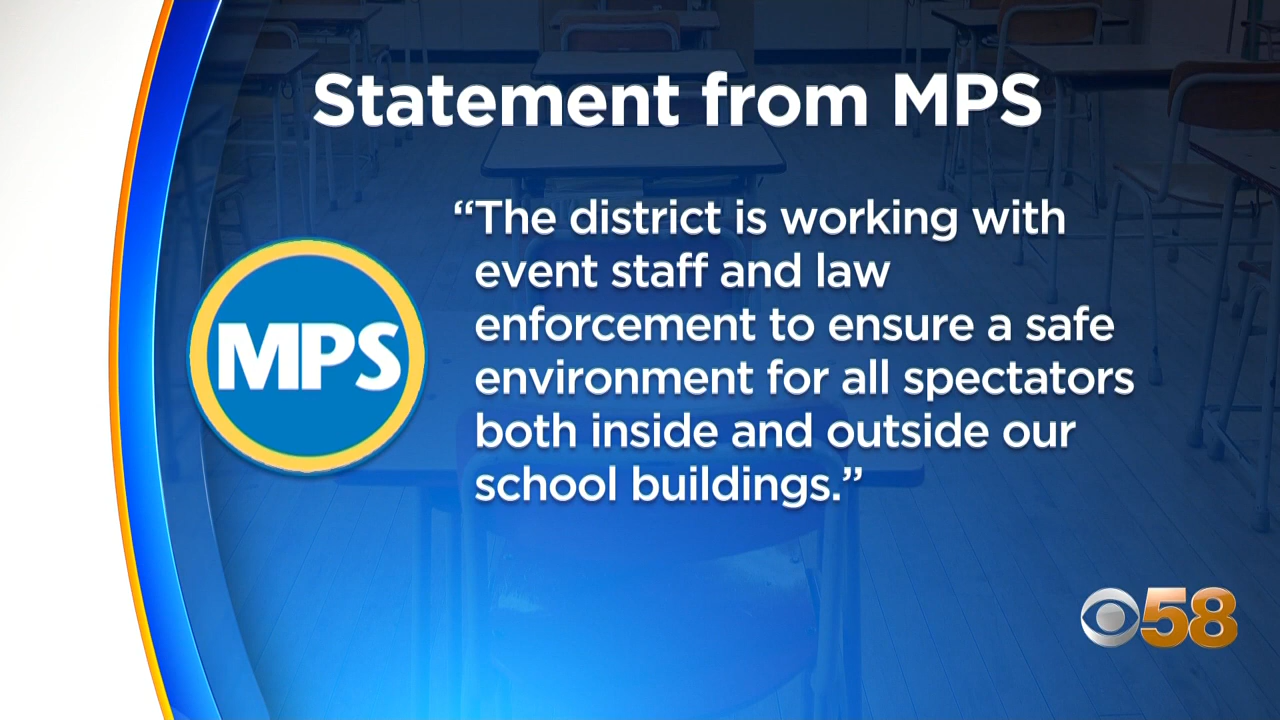 Statement from MPS
MPS
“The district is working with
event staff and law
enforcement to ensure a safe
environment for all spectators
both inside and outside our
school buildings.”
58